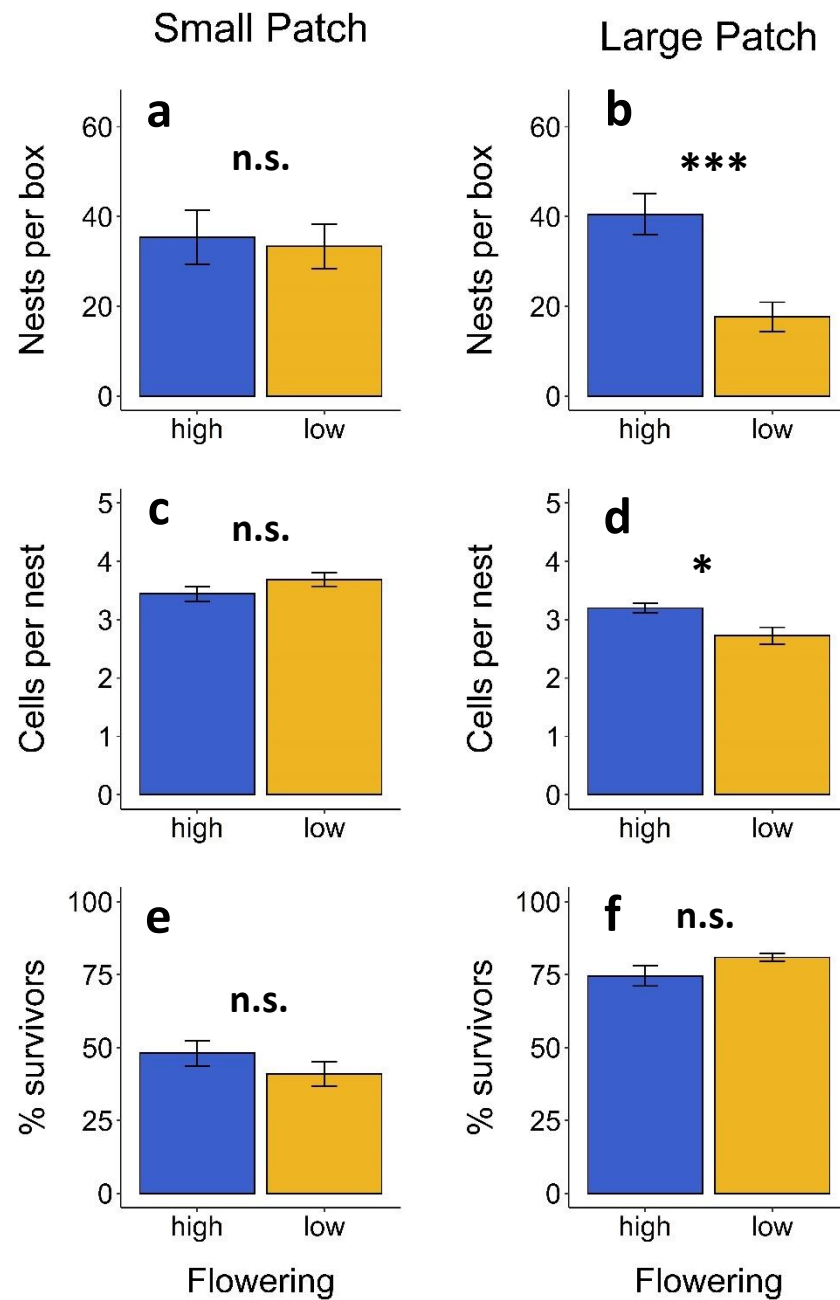 Small Patch
Large Patch
a
n.s.
Nests per box
60
40
20
0
high low
b
***
Nests per box
60
40
20
0
high low
c
n.s.
Cells per nest
5
4
3
2
1
0
high low
d
*
Cells per nest
5
4
3
2
1
0
high low
e
n.s.
% survivors
100
75
50
25
0
high low
Flowering
f
n.s.
% survivors
100
75
50
25
0
high low
Flowering